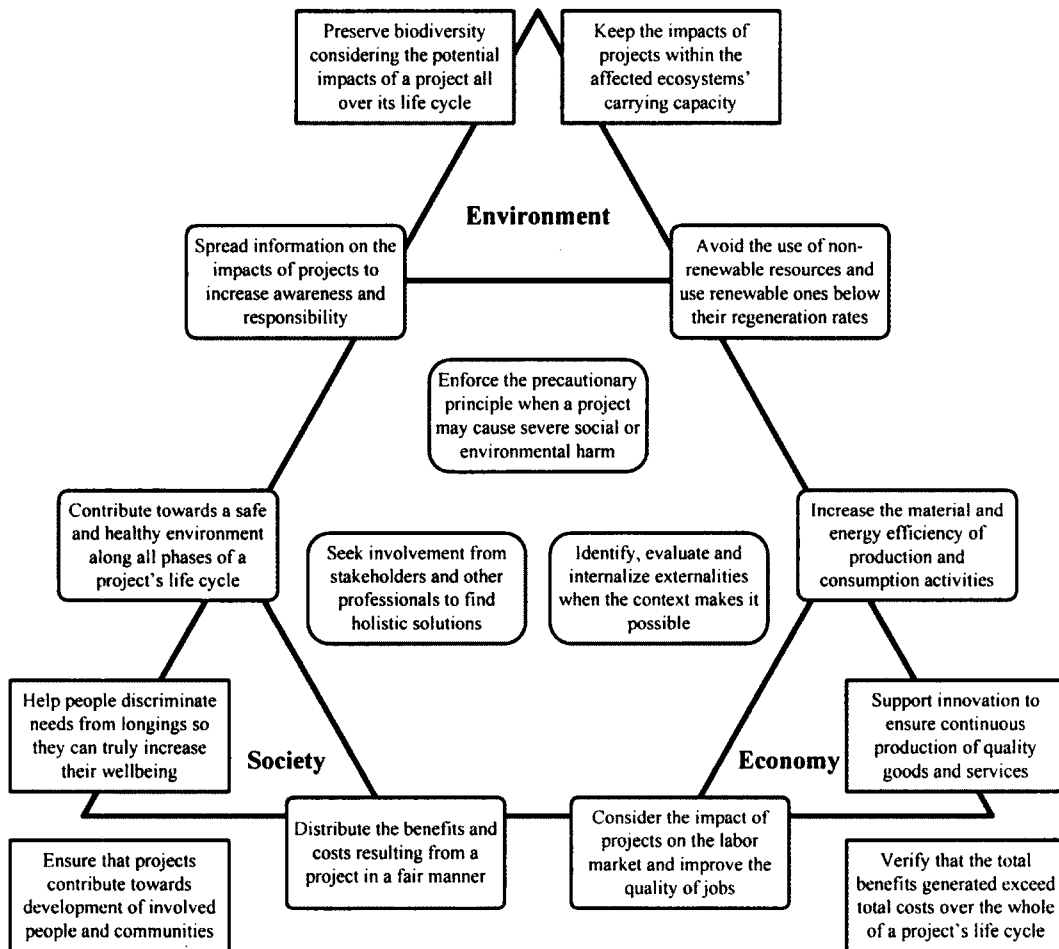 Preserve biodiversity
considering the potential
impacts of a project all
over its life cycle
Keep the impacts of
projects within the
affected ecosystems'
carrying capacity
Environment
Spread information on the
impacts of projects to
increase awareness and
responsibility
Avoid the use of non-
renewable resources and
use renewable ones below
their regeneration rates
Enforce the precautionary
principle when a project
may cause severe social or
environmental harm
Contribute towards a safe
and healthy environment
along all phases of a
project's life cycle
Seek involvement from
stakeholders and other
professionals to find
holistic solutions
Identify, evaluate and
internalize externalities
when the context makes it
possible
Increase the material and
energy efficiency of
production and
consumption activities
Help people discriminate
needs from longings so
they can truly increase
their wellbeing
Society
Economy
Support innovation to
ensure continuous
production of quality
goods and services
Ensure that projects
contribute towards
development of involved
people and communities
Distribute the benefits and
costs resulting from a
project in a fair manner
Consider the impact of
projects on the labor
market and improve the
quality of jobs
Verify that the total
benefits generated exceed
total costs over the whole
of a project's life cycle